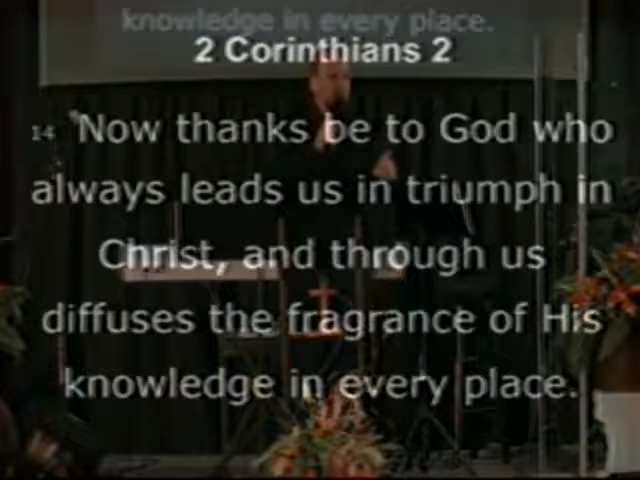 knowledge in every place.
2 Corinthians 2
14 Now thanks be to God who
always leads us in triumph in
Christ, and through us
diffuses the fragrance of His
knowledge in every place.